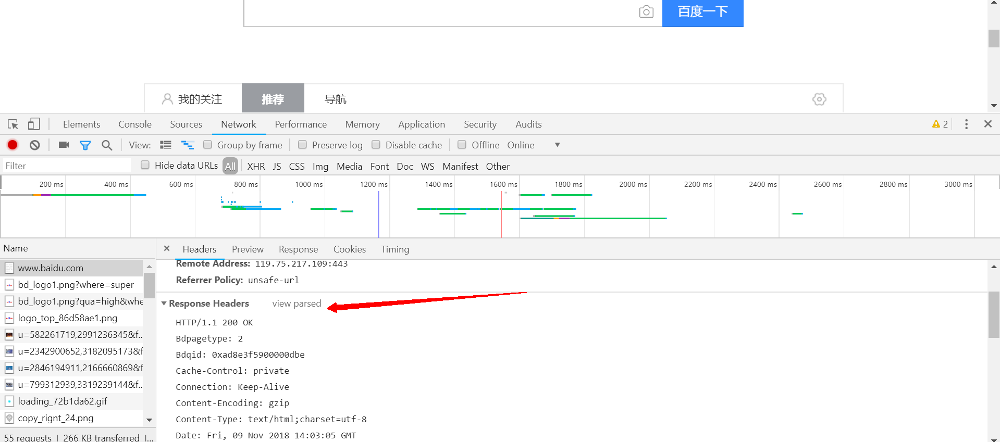 百度一下
我的关注 推荐 导航
Elements Console Sources Network Performance Memory Application Security Audits 2
View: Group by frame Preserve log Disable cache Offline Online
Filter Hide data URLs All XHR JS CSS Img Media Font Doc WS Manifest Other
200 ms 400 ms 600 ms 800 ms 1000 ms 1200 ms 1400 ms 1600 ms 1800 ms 2000 ms 2200 ms 2400 ms 2600 ms 2800 ms 3000 ms
Name
www.baidu.com
bd_logo1.png?where=super
bd_logo1.png?qua=high&whe
logo_top_86d58ae1.png
u=582261719,2991236345&f...
u=2342900652,3182095173&f
u=2846194911,2166660869&f
u=799312939,3319239144&f...
loading_72b1da62.gif
copy_rignt_24.png
55 requests | 266 KB transferred |...
Headers Preview Response Cookies Timing
Remote Address: 119.75.217.109:443
Referrer Policy: unsafe-url
Response Headers view parsed
HTTP/1.1 200 OK
Bdpagetype: 2
Bdqid: 0xad8e3f5900000dbe
Cache-Control: private
Connection: Keep-Alive
Content-Encoding: gzip
Content-Type: text/html;charset=utf-8
Date: Fri, 09 Nov 2018 14:03:05 GMT